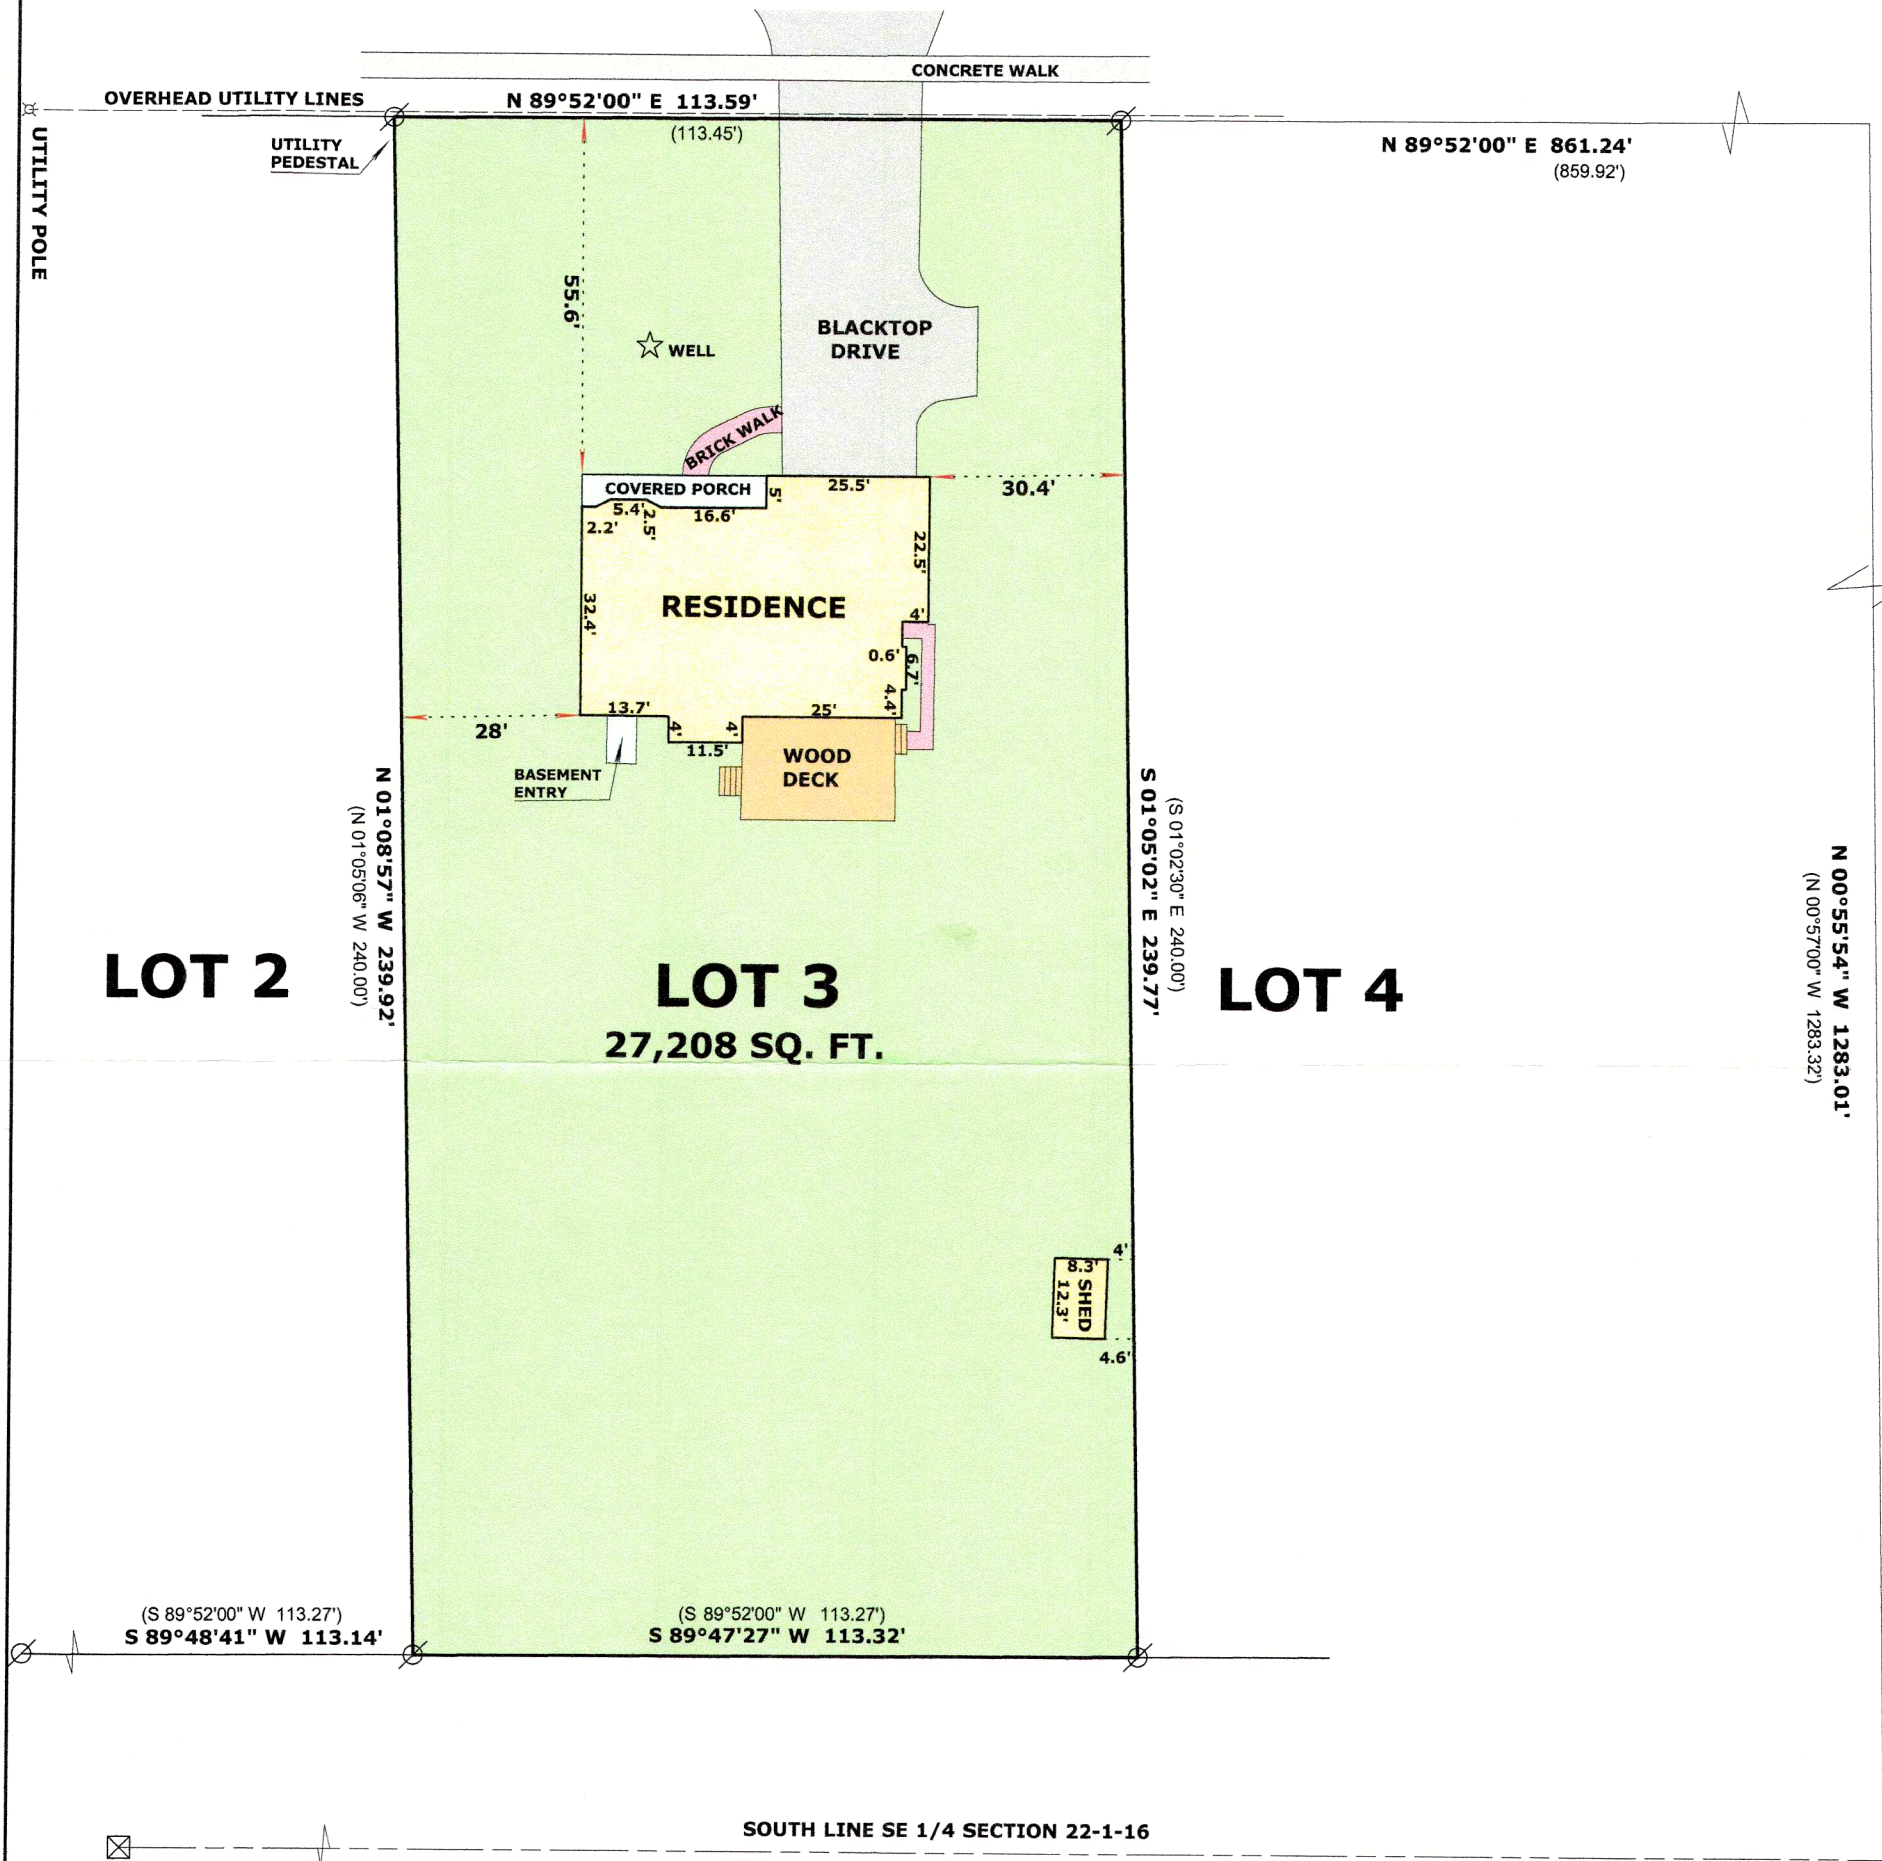 CONCRETE WALK
OVERHEAD UTILITY LINES
N 89°52'00" E 113.59'
(113.45')
N 89°52'00" E 861.24'
(859.92')
UTILITY
PEDESTAL
UTILITY POLE
55.6'
WELL
BLACKTOP
DRIVE
BRICK WALK
COVERED PORCH
5'
25.5'
30.4'
5.4'
2.5'
16.6'
2.2'
22.5'
32.4'
RESIDENCE
4'
0.6'
6.7'
4.4'
13.7'
25'
4'
4'
11.5'
28'
WOOD
DECK
BASEMENT
ENTRY
N 01°08'57" W 239.92'
(N 01°05'06" W 240.00')
S 01°05'02" E 239.77'
(S 01°02'30" E 240.00')
N 00°55'54" W 1283.01'
(N 00°57'00" W 1283.32')
LOT 2
LOT 3
27,208 SQ. FT.
LOT 4
4'
8.3'
SHED
12.3'
4.6'
(S 89°52'00" W 113.27')
S 89°48'41" W 113.14'
(S 89°52'00" W 113.27')
S 89°47'27" W 113.32'
SOUTH LINE SE 1/4 SECTION 22-1-16